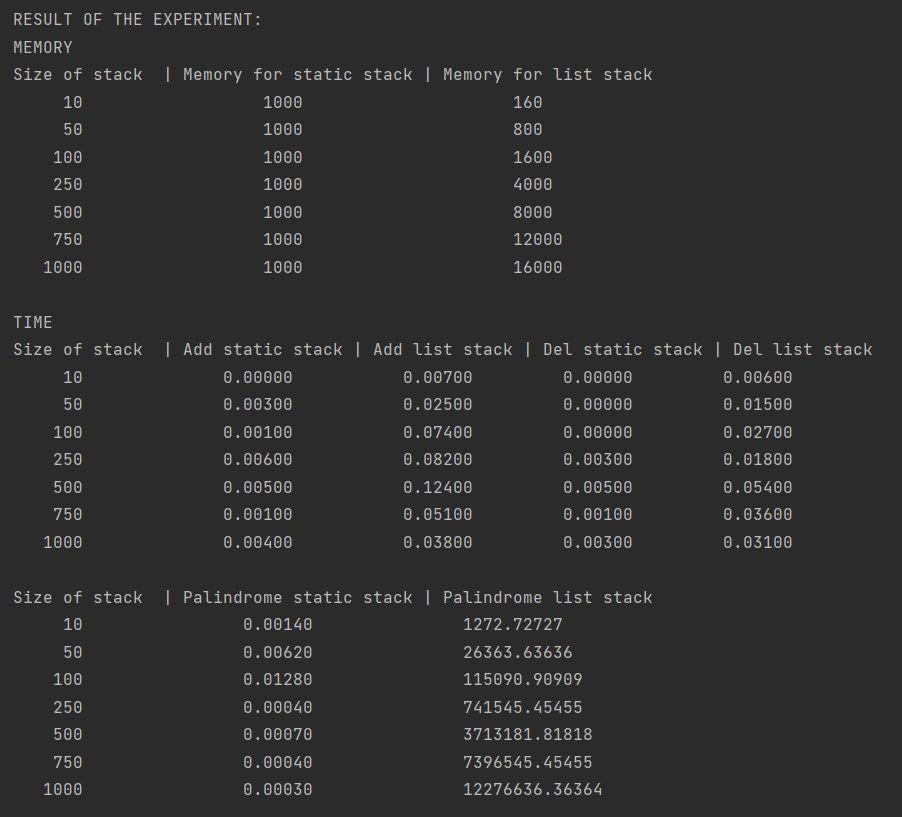 RESULT OF THE EXPERIMENT:
MEMORY
Size of stack  | Memory for static stack | Memory for list stack
     10                  1000                     160
     50                  1000                     800
    100                  1000                     1600
    250                  1000                     4000
    500                  1000                     8000
    750                  1000                     12000
   1000                  1000                     16000

TIME
Size of stack  | Add static stack | Add list stack | Del static stack | Del list stack
     10              0.00000           0.00700         0.00000         0.00600
     50              0.00300           0.02500         0.00000         0.01500
    100              0.00100           0.07400         0.00000         0.02700
    250              0.00600           0.08200         0.00300         0.01800
    500              0.00500           0.12400         0.00500         0.05400
    750              0.00100           0.05100         0.00100         0.03600
   1000              0.00400           0.03800         0.00300         0.03100

Size of stack  | Palindrome static stack | Palindrome list stack
     10                0.00140               1272.72727
     50                0.00620               26363.63636
    100                0.01280               115090.90909
    250                0.00040               741545.45455
    500                0.00070               3713181.81818
    750                0.00040               7396545.45455
   1000                0.00030               12276636.36364